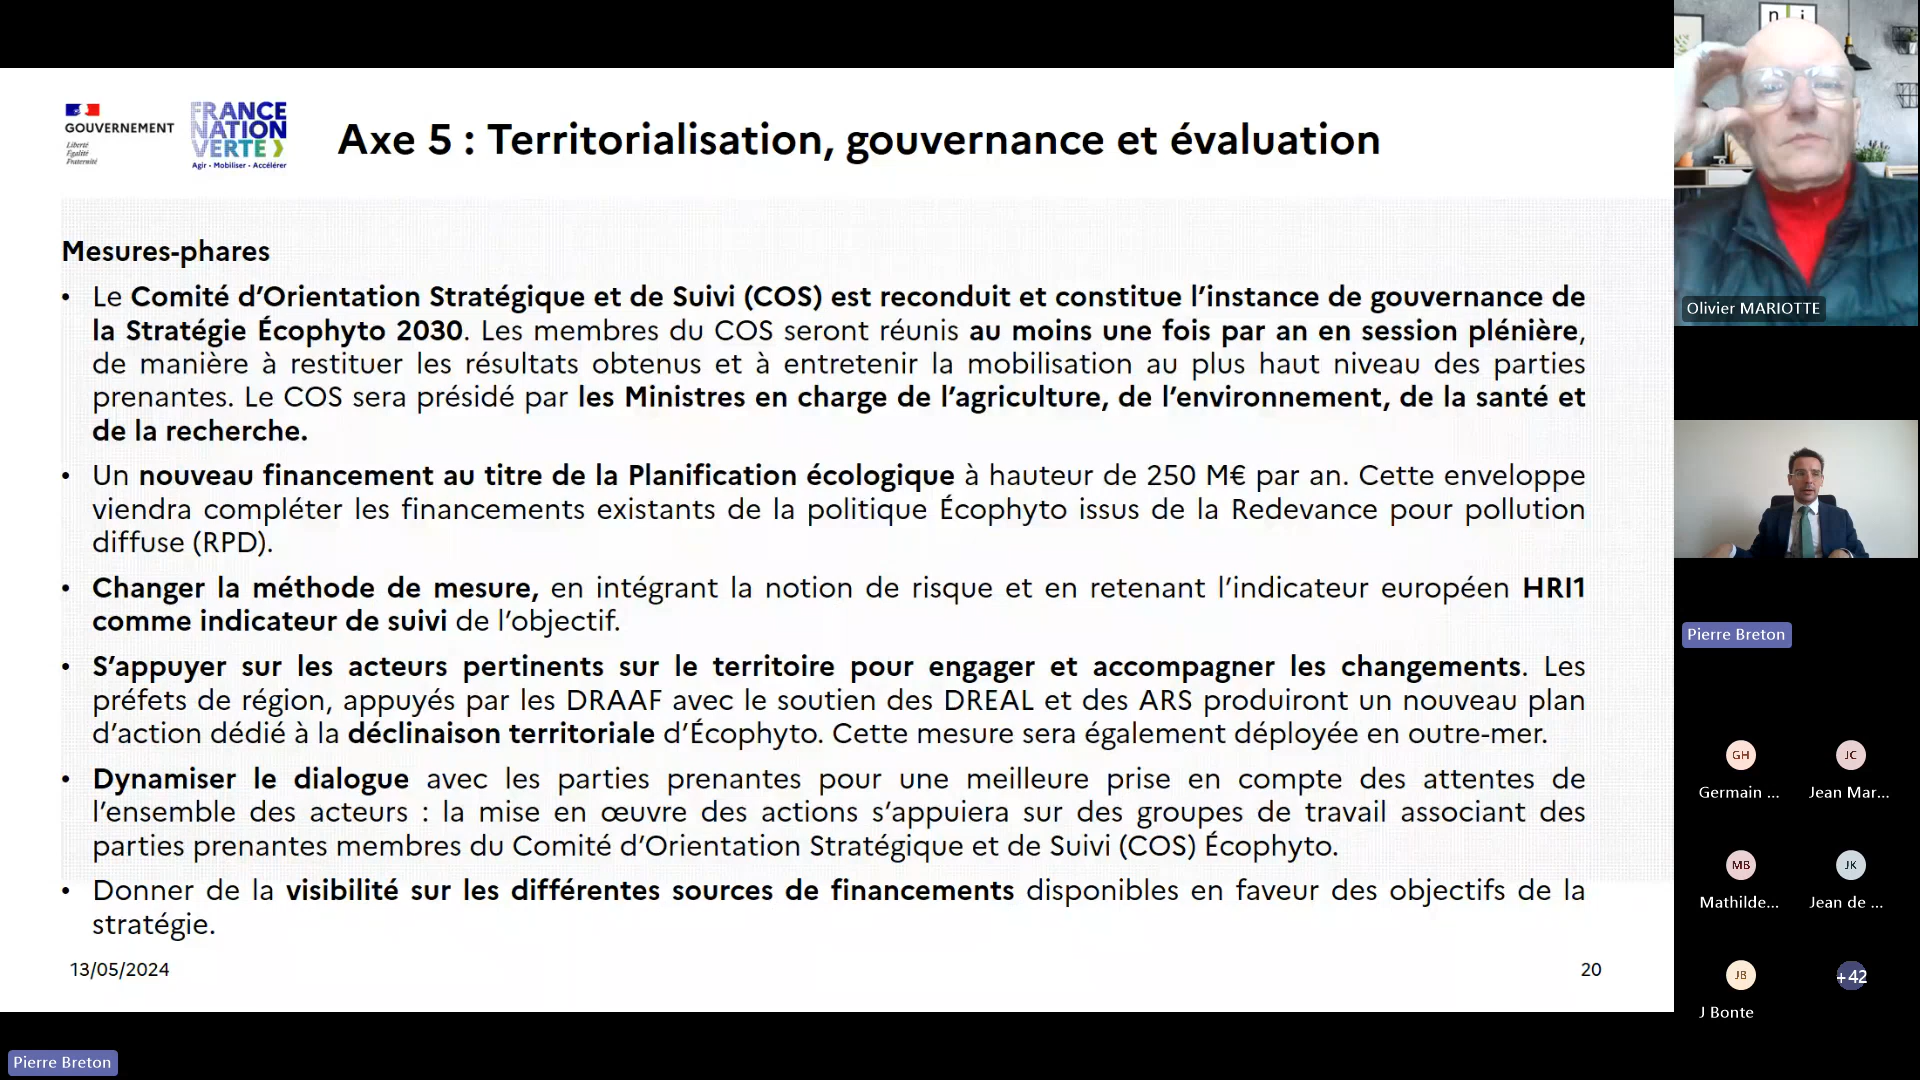 GOUVERNEMENT
Liberté
Égalité
Fraternité
FRANCE
NATION
VERTE
Agir • Mobiliser • Accélérer
Axe 5 : Territorialisation, gouvernance et évaluation
Mesures-phares
• Le Comité d’Orientation Stratégique et de Suivi (COS) est reconduit et constitue l’instance de gouvernance de
la Stratégie Écophyto 2030. Les membres du COS seront réunis au moins une fois par an en session plénière,
de manière à restituer les résultats obtenus et à entretenir la mobilisation au plus haut niveau des parties
prenantes. Le COS sera présidé par les Ministres en charge de l’agriculture, de l’environnement, de la santé et
de la recherche.
• Un nouveau financement au titre de la Planification écologique à hauteur de 250 M€ par an. Cette enveloppe
viendra compléter les financements existants de la politique Écophyto issus de la Redevance pour pollution
diffuse (RPD).
• Changer la méthode de mesure, en intégrant la notion de risque et en retenant l’indicateur européen HRI1
comme indicateur de suivi de l’objectif.
• S’appuyer sur les acteurs pertinents sur le territoire pour engager et accompagner les changements. Les
préfets de région, appuyés par les DRAAF avec le soutien des DREAL et des ARS produiront un nouveau plan
d’action dédié à la déclinaison territoriale d’Écophyto. Cette mesure sera également déployée en outre-mer.
• Dynamiser le dialogue avec les parties prenantes pour une meilleure prise en compte des attentes de
l’ensemble des acteurs : la mise en œuvre des actions s’appuiera sur des groupes de travail associant des
parties prenantes membres du Comité d’Orientation Stratégique et de Suivi (COS) Écophyto.
• Donner de la visibilité sur les différentes sources de financements disponibles en faveur des objectifs de la
stratégie.
13/05/2024
20
Pierre Breton
Olivier MARIOTTE
Pierre Breton
GH
JC
Germain ...
Jean Mar...
MB
JK
Mathilde...
Jean de ...
JB
+42
J Bonte